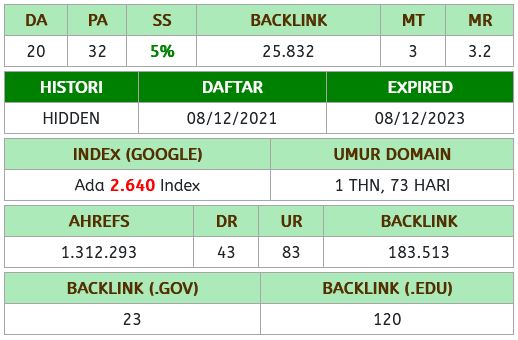 DA PA SS BACKLINK MT MR
20 32 5% 25.832 3 3.2
HISTORI DAFTAR EXPIRED
HIDDEN 08/12/2021 08/12/2023
INDEX (GOOGLE) UMUR DOMAIN
Ada 2.640 Index 1 THN, 73 HARI
AHREFS DR UR BACKLINK
1.312.293 43 83 183.513
BACKLINK (.GOV) BACKLINK (.EDU)
23 120